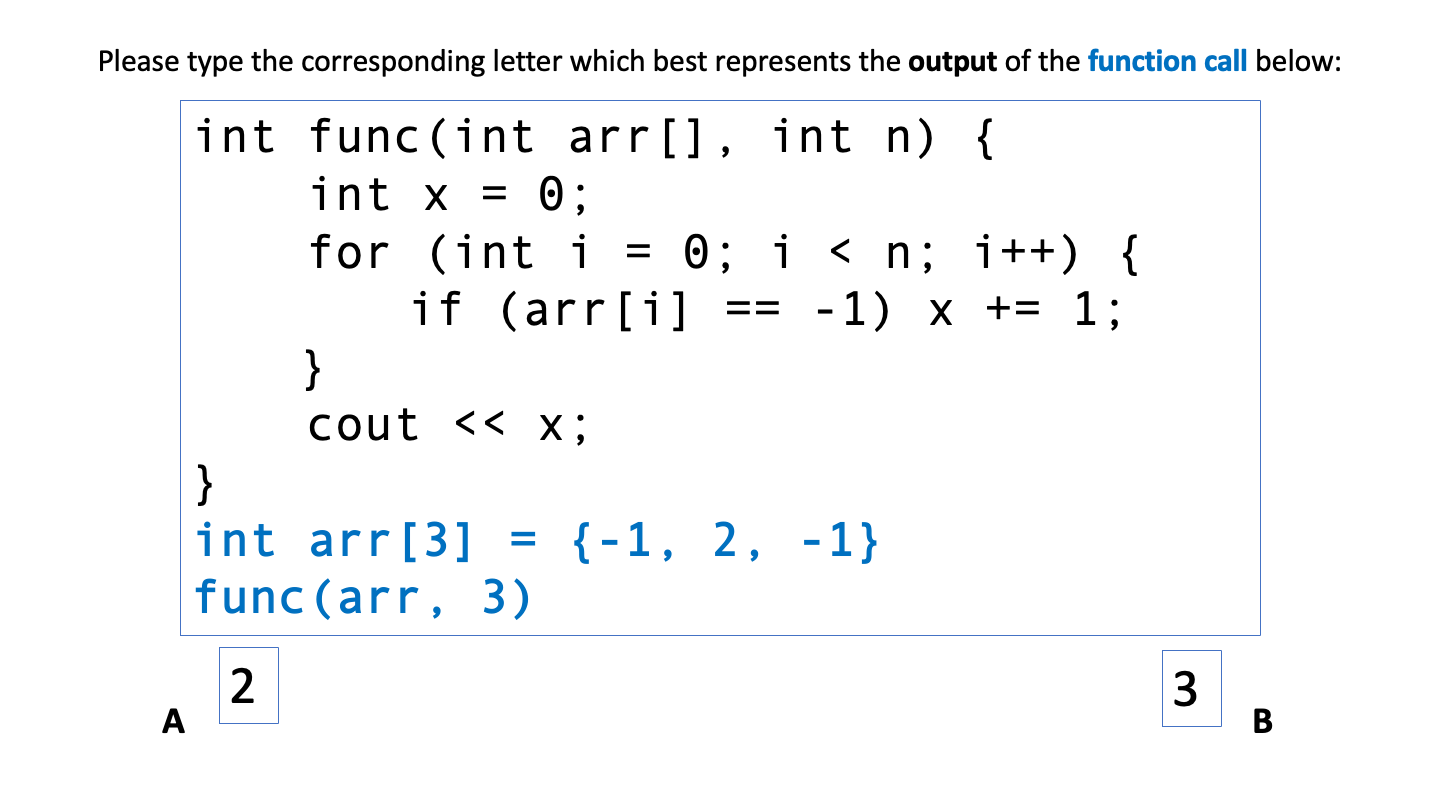 Please type the corresponding letter which best represents the output of the function call below:
int func(int arr[], int n) {
    int x = 0;
    for (int i = 0; i < n; i++) {
        if (arr[i] == -1) x += 1;
    }
    cout << x;
}
int arr[3] = {-1, 2, -1}
func(arr, 3)
A 2
3 B